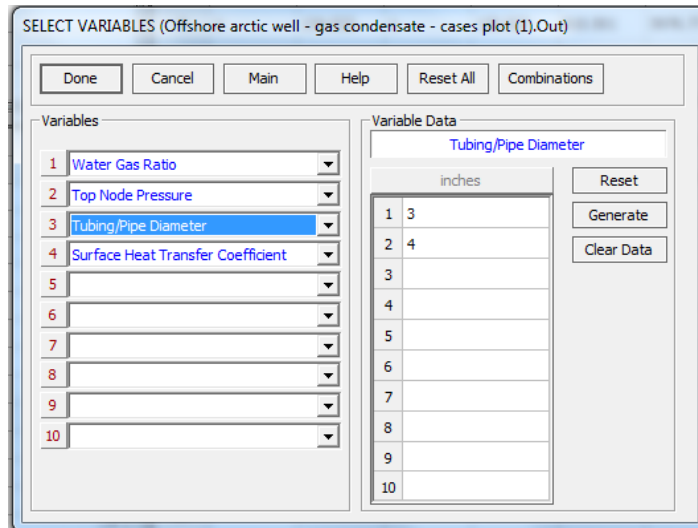 SELECT VARIABLES (Offshore arctic well - gas condensate - cases plot (1).Out)
Done Cancel Main Help Reset All Combinations
Variables
1 Water Gas Ratio
2 Top Node Pressure
3 Tubing/Pipe Diameter
4 Surface Heat Transfer Coefficient
5
6
7
8
9
10
Variable Data
Tubing/Pipe Diameter
inches
1 3
2 4
3
4
5
6
7
8
9
10
Reset
Generate
Clear Data